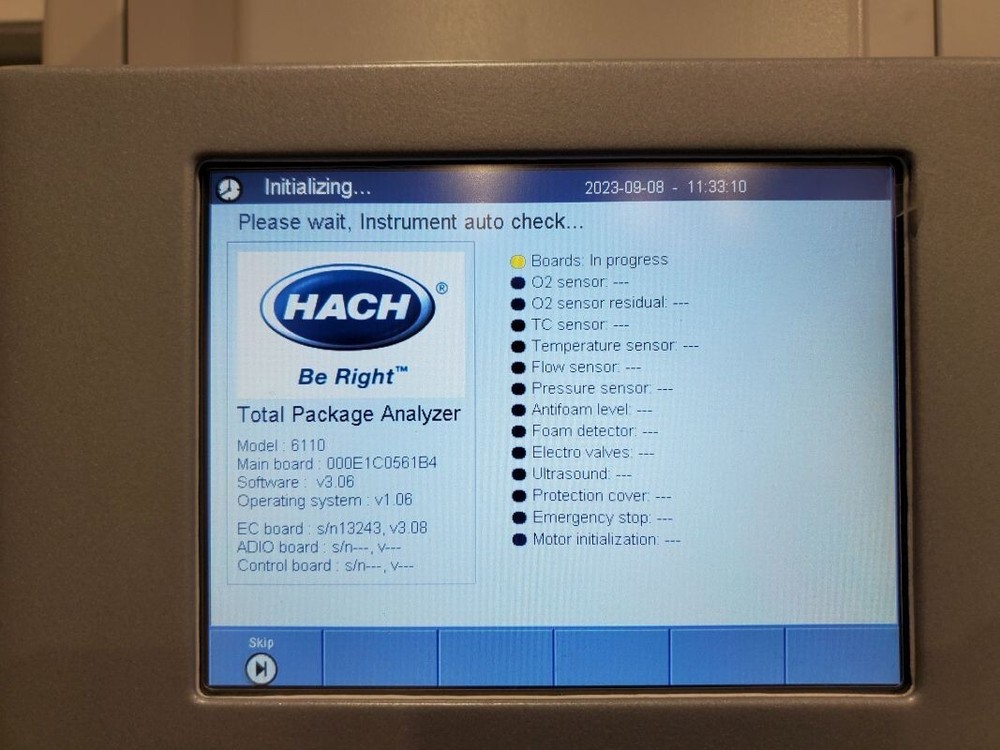 Initializing...
2023-09-08 - 11:33:10
Please wait, Instrument auto check...
HACH®
Be Right™
Total Package Analyzer
Model : 6110
Main board : 000E1C0561B4
Software : v3.06
Operating system : v1.06
EC board : s/n13243, v3.08
ADIO board : s/n---, v---
Control board : s/n---, v---
Boards: In progress
O2 sensor: ---
O2 sensor residual: ---
TC sensor: ---
Temperature sensor: ---
Flow sensor: ---
Pressure sensor: ---
Antifoam level: ---
Foam detector: ---
Electro valves: ---
Ultrasound: ---
Protection cover: ---
Emergency stop: ---
Motor initialization: ---
Skip